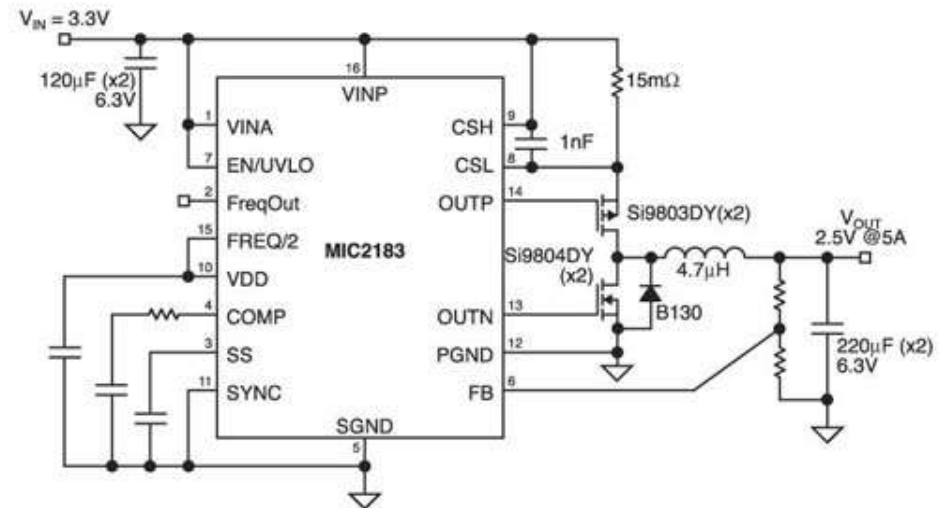 V_IN = 3.3V
120µF (x2)
6.3V
16
VINP
15mΩ
1
VINA
9
CSH
1nF
7
EN/UVLO
8
CSL
2
FreqOut
14
OUTP
Si9803DY(x2)
15
FREQ/2
MIC2183
Si9804DY
(x2)
V_OUT
2.5V @5A
10
VDD
4.7µH
4
COMP
13
OUTN
B130
3
SS
12
PGND
220µF (x2)
6.3V
11
SYNC
6
FB
SGND
5